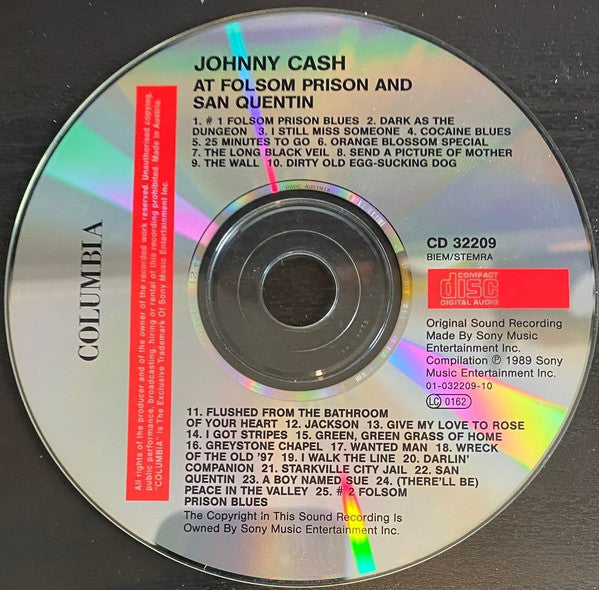 JOHNNY CASH
AT FOLSOM PRISON AND
SAN QUENTIN
1. # 1 FOLSOM PRISON BLUES 2. DARK AS THE
DUNGEON 3. I STILL MISS SOMEONE 4. COCAINE BLUES
5. 25 MINUTES TO GO 6. ORANGE BLOSSOM SPECIAL
7. THE LONG BLACK VEIL 8. SEND A PICTURE OF MOTHER
9. THE WALL 10. DIRTY OLD EGG-SUCKING DOG
DADC AUSTRIA
COLUMBIA
All rights of the producer and of the owner of the recorded work reserved. Unauthorised copying,
public performance, broadcasting, hiring or rental of this recording prohibited. Made in Austria.
"COLUMBIA" is The Exclusive Trademark Of Sony Music Entertainment Inc.
CD 32209
BIEM/STEMRA
COMPACT
disc
DIGITAL AUDIO
Original Sound Recording
Made By Sony Music
Entertainment Inc.
Compilation ℗ 1989 Sony
Music Entertainment Inc.
01-032209-10
LC 0162
11. FLUSHED FROM THE BATHROOM
OF YOUR HEART 12. JACKSON 13. GIVE MY LOVE TO ROSE
14. I GOT STRIPES 15. GREEN, GREEN GRASS OF HOME
16. GREYSTONE CHAPEL 17. WANTED MAN 18. WRECK
OF THE OLD '97 19. I WALK THE LINE 20. DARLIN'
COMPANION 21. STARKVILLE CITY JAIL 22. SAN
QUENTIN 23. A BOY NAMED SUE 24. (THERE'LL BE)
PEACE IN THE VALLEY 25. # 2 FOLSOM
PRISON BLUES
The Copyright in This Sound Recording Is
Owned By Sony Music Entertainment Inc.